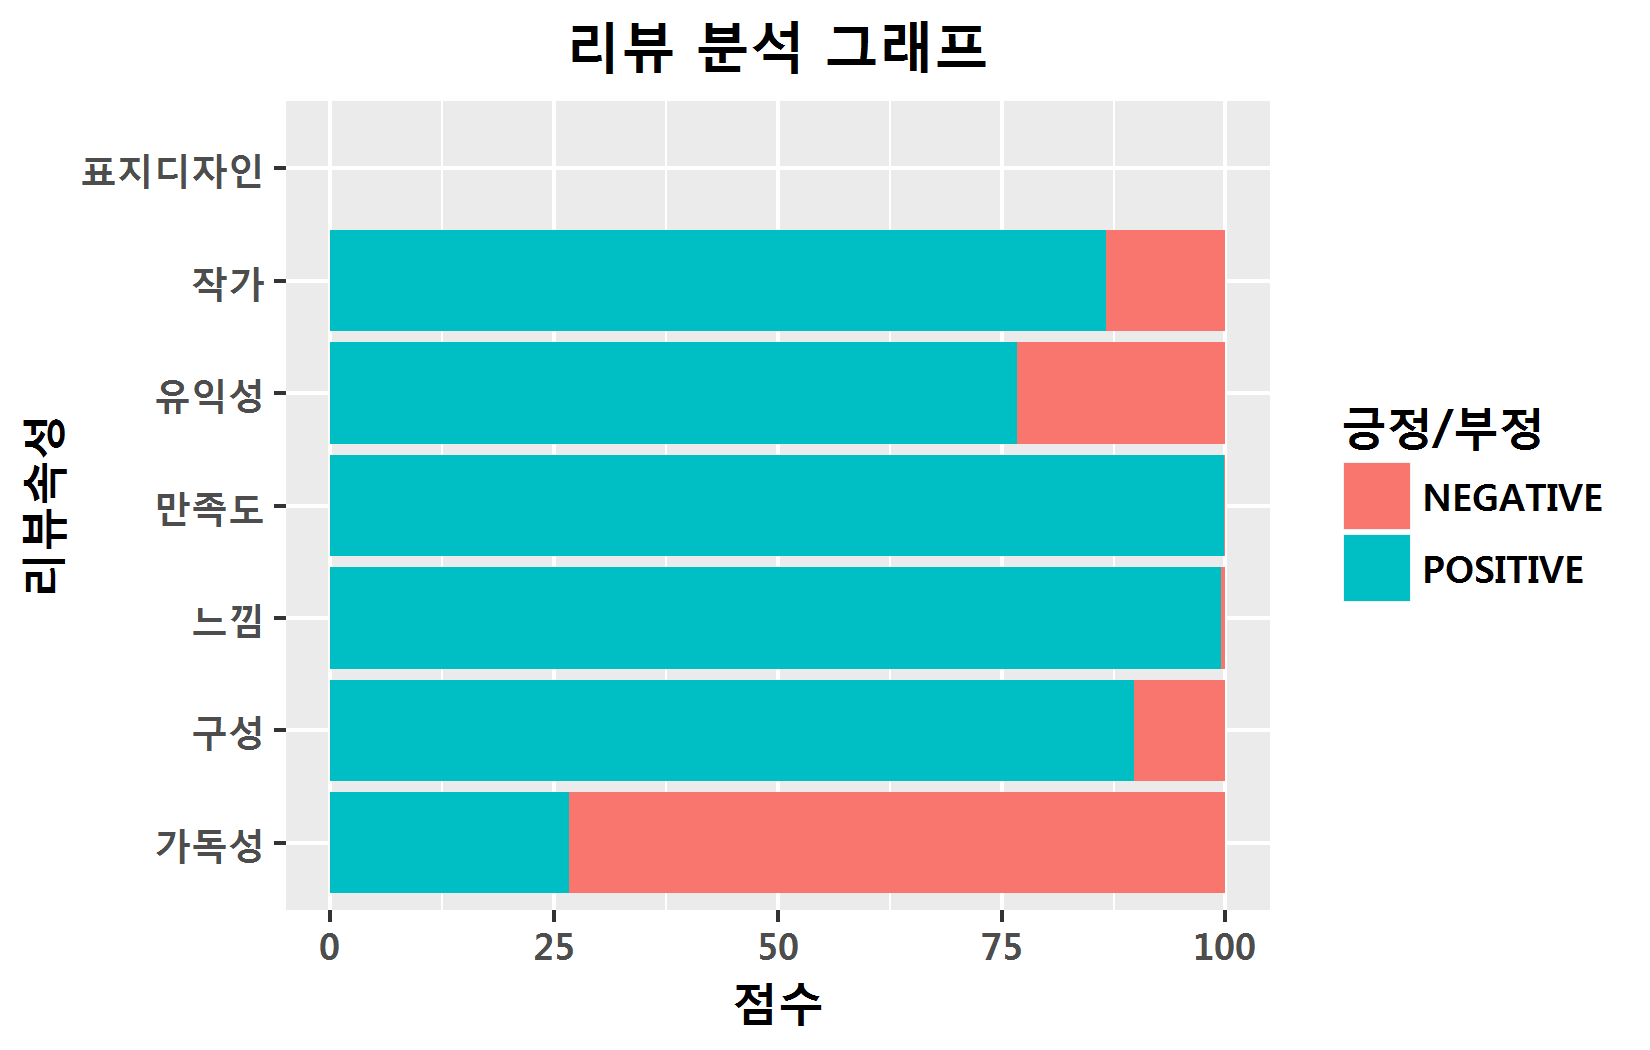 리뷰 분석 그래프
표지디자인
작가
유익성
만족도
느낌
구성
가독성
리뷰속성
0 25 50 75 100
점수
긍정/부정
NEGATIVE
POSITIVE